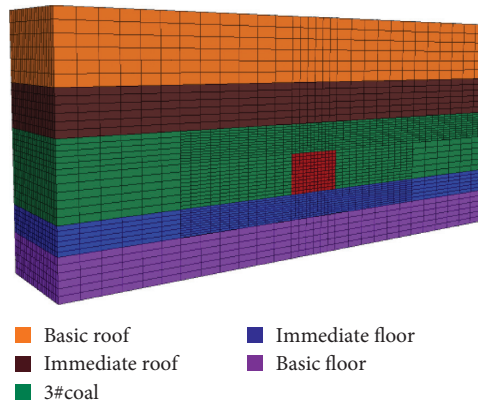 Basic roof
Immediate roof
3#coal
Immediate floor
Basic floor